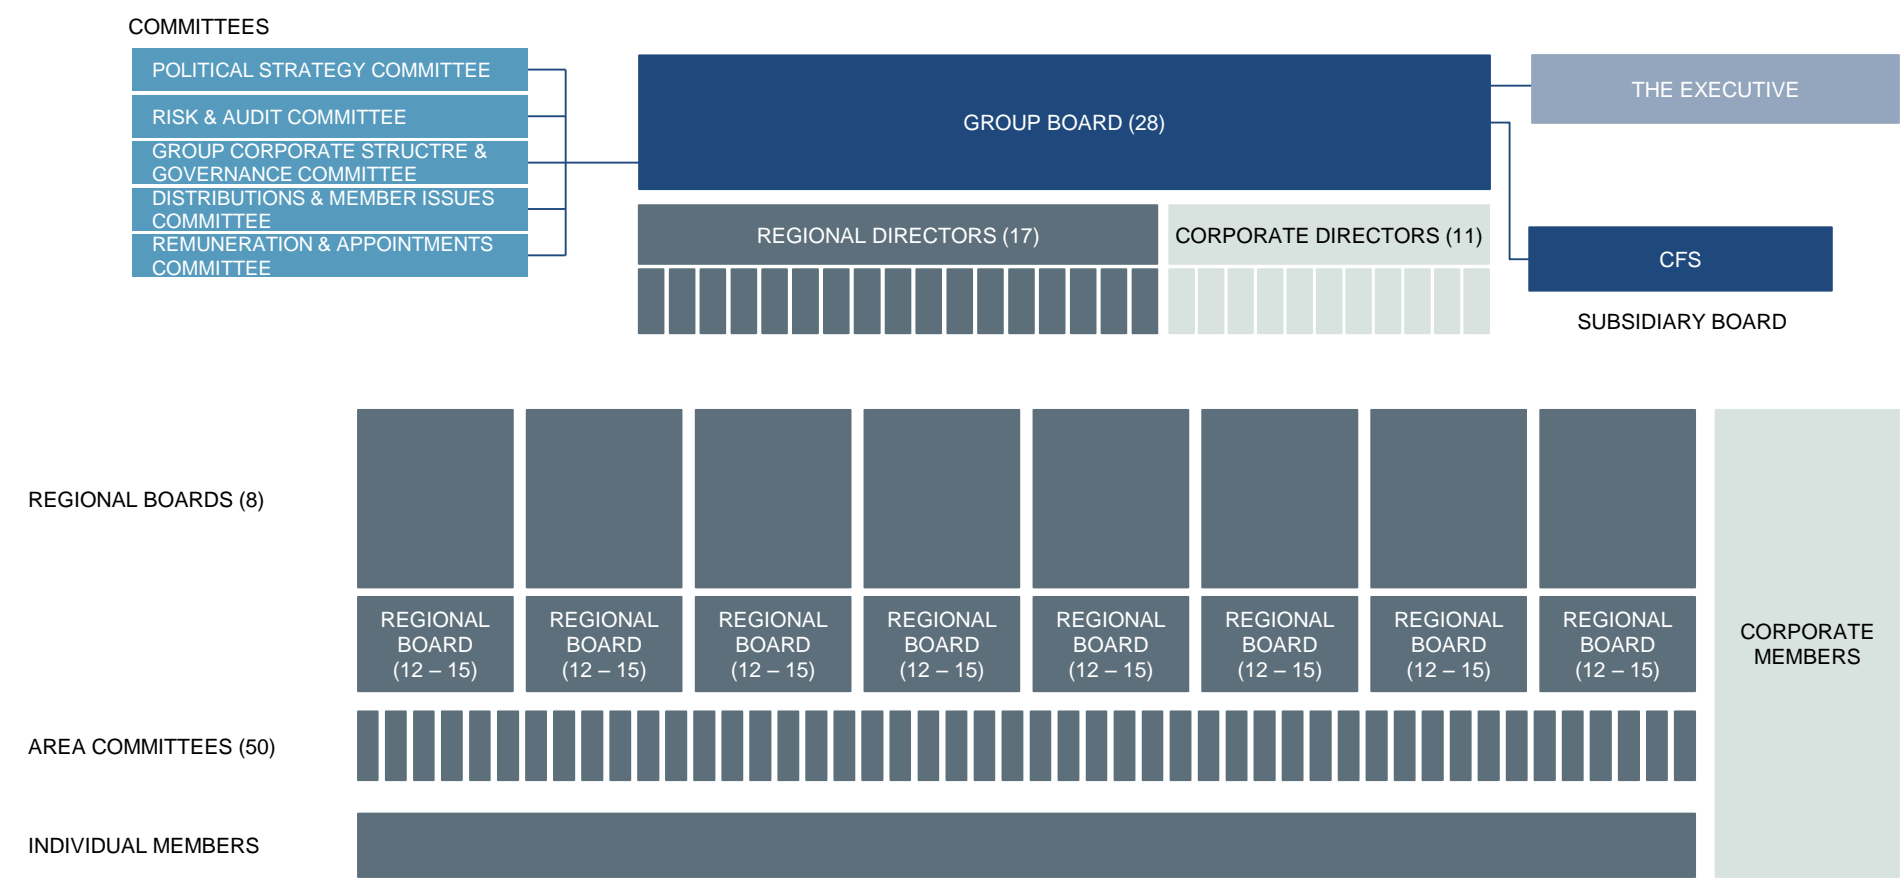 COMMITTEES
POLITICAL STRATEGY COMMITTEE
RISK & AUDIT COMMITTEE
GROUP CORPORATE STRUCTRE &
GOVERNANCE COMMITTEE
DISTRIBUTIONS & MEMBER ISSUES
COMMITTEE
REMUNERATION & APPOINTMENTS
COMMITTEE
GROUP BOARD (28)
THE EXECUTIVE
REGIONAL DIRECTORS (17)
CORPORATE DIRECTORS (11)
CFS
SUBSIDIARY BOARD
REGIONAL BOARDS (8)
REGIONAL
BOARD
(12 – 15)
REGIONAL
BOARD
(12 – 15)
REGIONAL
BOARD
(12 – 15)
REGIONAL
BOARD
(12 – 15)
REGIONAL
BOARD
(12 – 15)
REGIONAL
BOARD
(12 – 15)
REGIONAL
BOARD
(12 – 15)
REGIONAL
BOARD
(12 – 15)
CORPORATE
MEMBERS
AREA COMMITTEES (50)
INDIVIDUAL MEMBERS